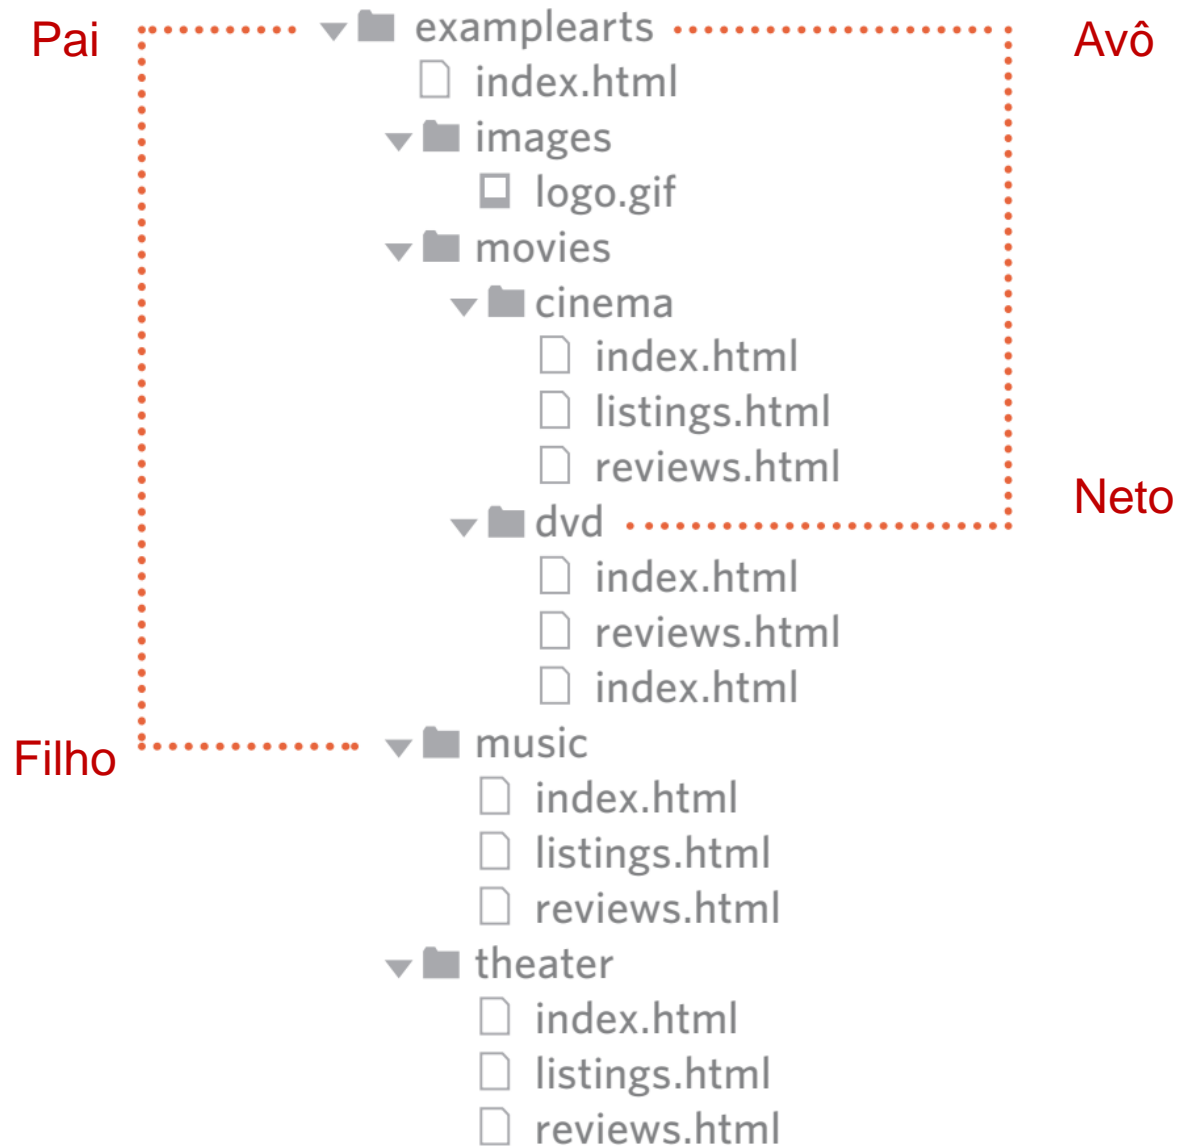 Pai examplearts Avô
index.html
images
logo.gif
movies
cinema
index.html
listings.html
reviews.html
Neto
dvd
index.html
reviews.html
index.html
Filho music
index.html
listings.html
reviews.html
theater
index.html
listings.html
reviews.html